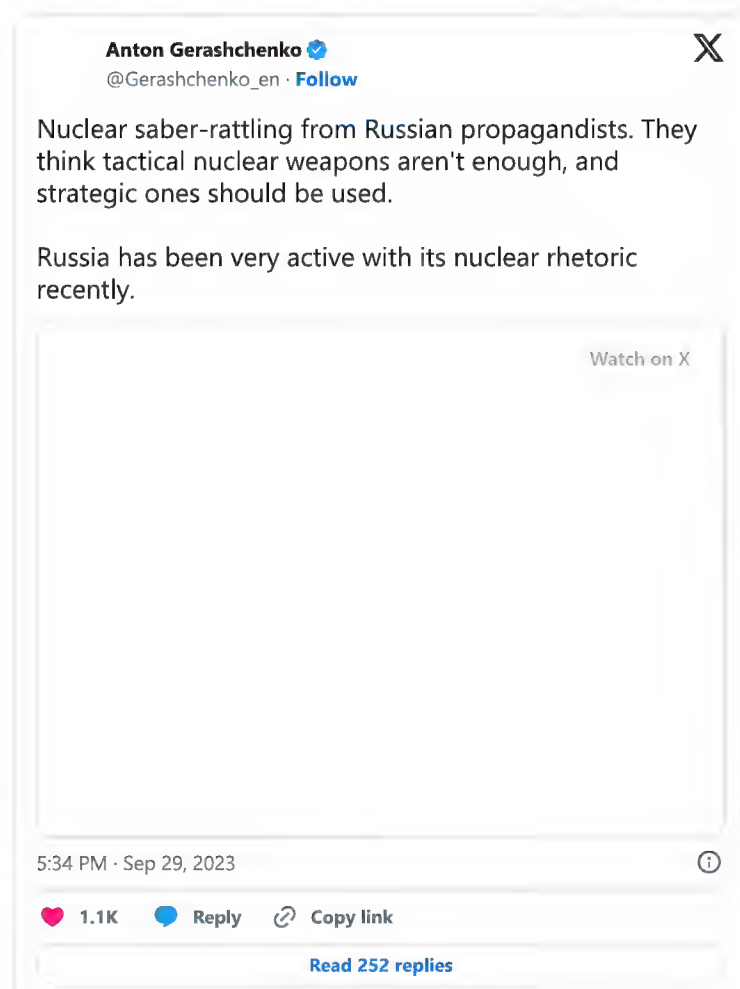 Anton Gerashchenko
@Gerashchenko_en · Follow
Nuclear saber-rattling from Russian propagandists. They
think tactical nuclear weapons aren't enough, and
strategic ones should be used.
Russia has been very active with its nuclear rhetoric
recently.
Watch on X
5:34 PM · Sep 29, 2023
1.1K Reply Copy link
Read 252 replies